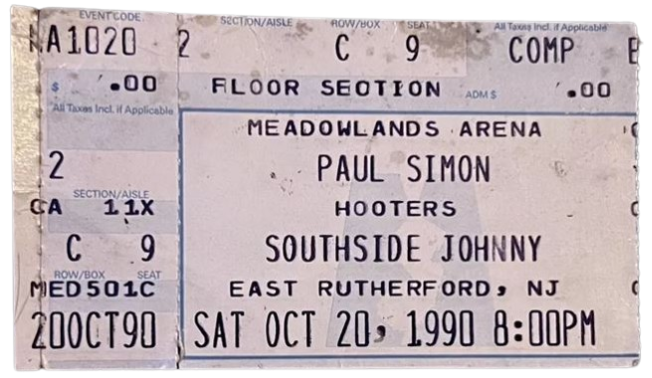 EVENT CODE SECTION/AISLE ROW/BOX SEAT All Taxes Incl. if Applicable
A1020 2 C 9 COMP
$ .00 FLOOR SECTION ADM $ .00
All Taxes Incl. if Applicable
MEADOWLANDS ARENA
2 PAUL SIMON
SECTION/AISLE
CA 11X HOOTERS
C 9 SOUTHSIDE JOHNNY
ROW/BOX SEAT
MED501C EAST RUTHERFORD, NJ
20OCT90 SAT OCT 20, 1990 8:00PM